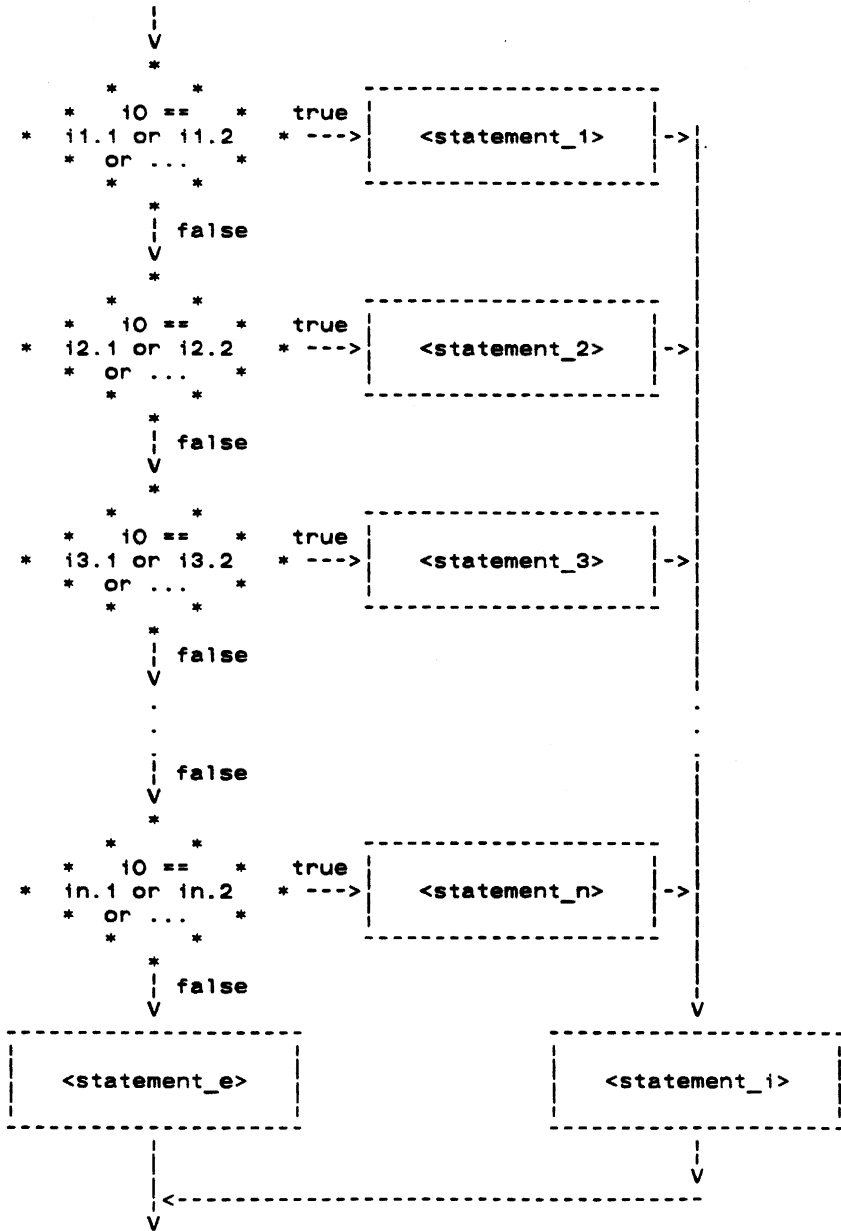 i0 ==
i1.1 or i1.2
or ...
true
<statement_1>
false
i0 ==
i2.1 or i2.2
or ...
true
<statement_2>
false
i0 ==
i3.1 or i3.2
or ...
true
<statement_3>
false
.
.
.
false
i0 ==
in.1 or in.2
or ...
true
<statement_n>
false
<statement_e>
<statement_i>